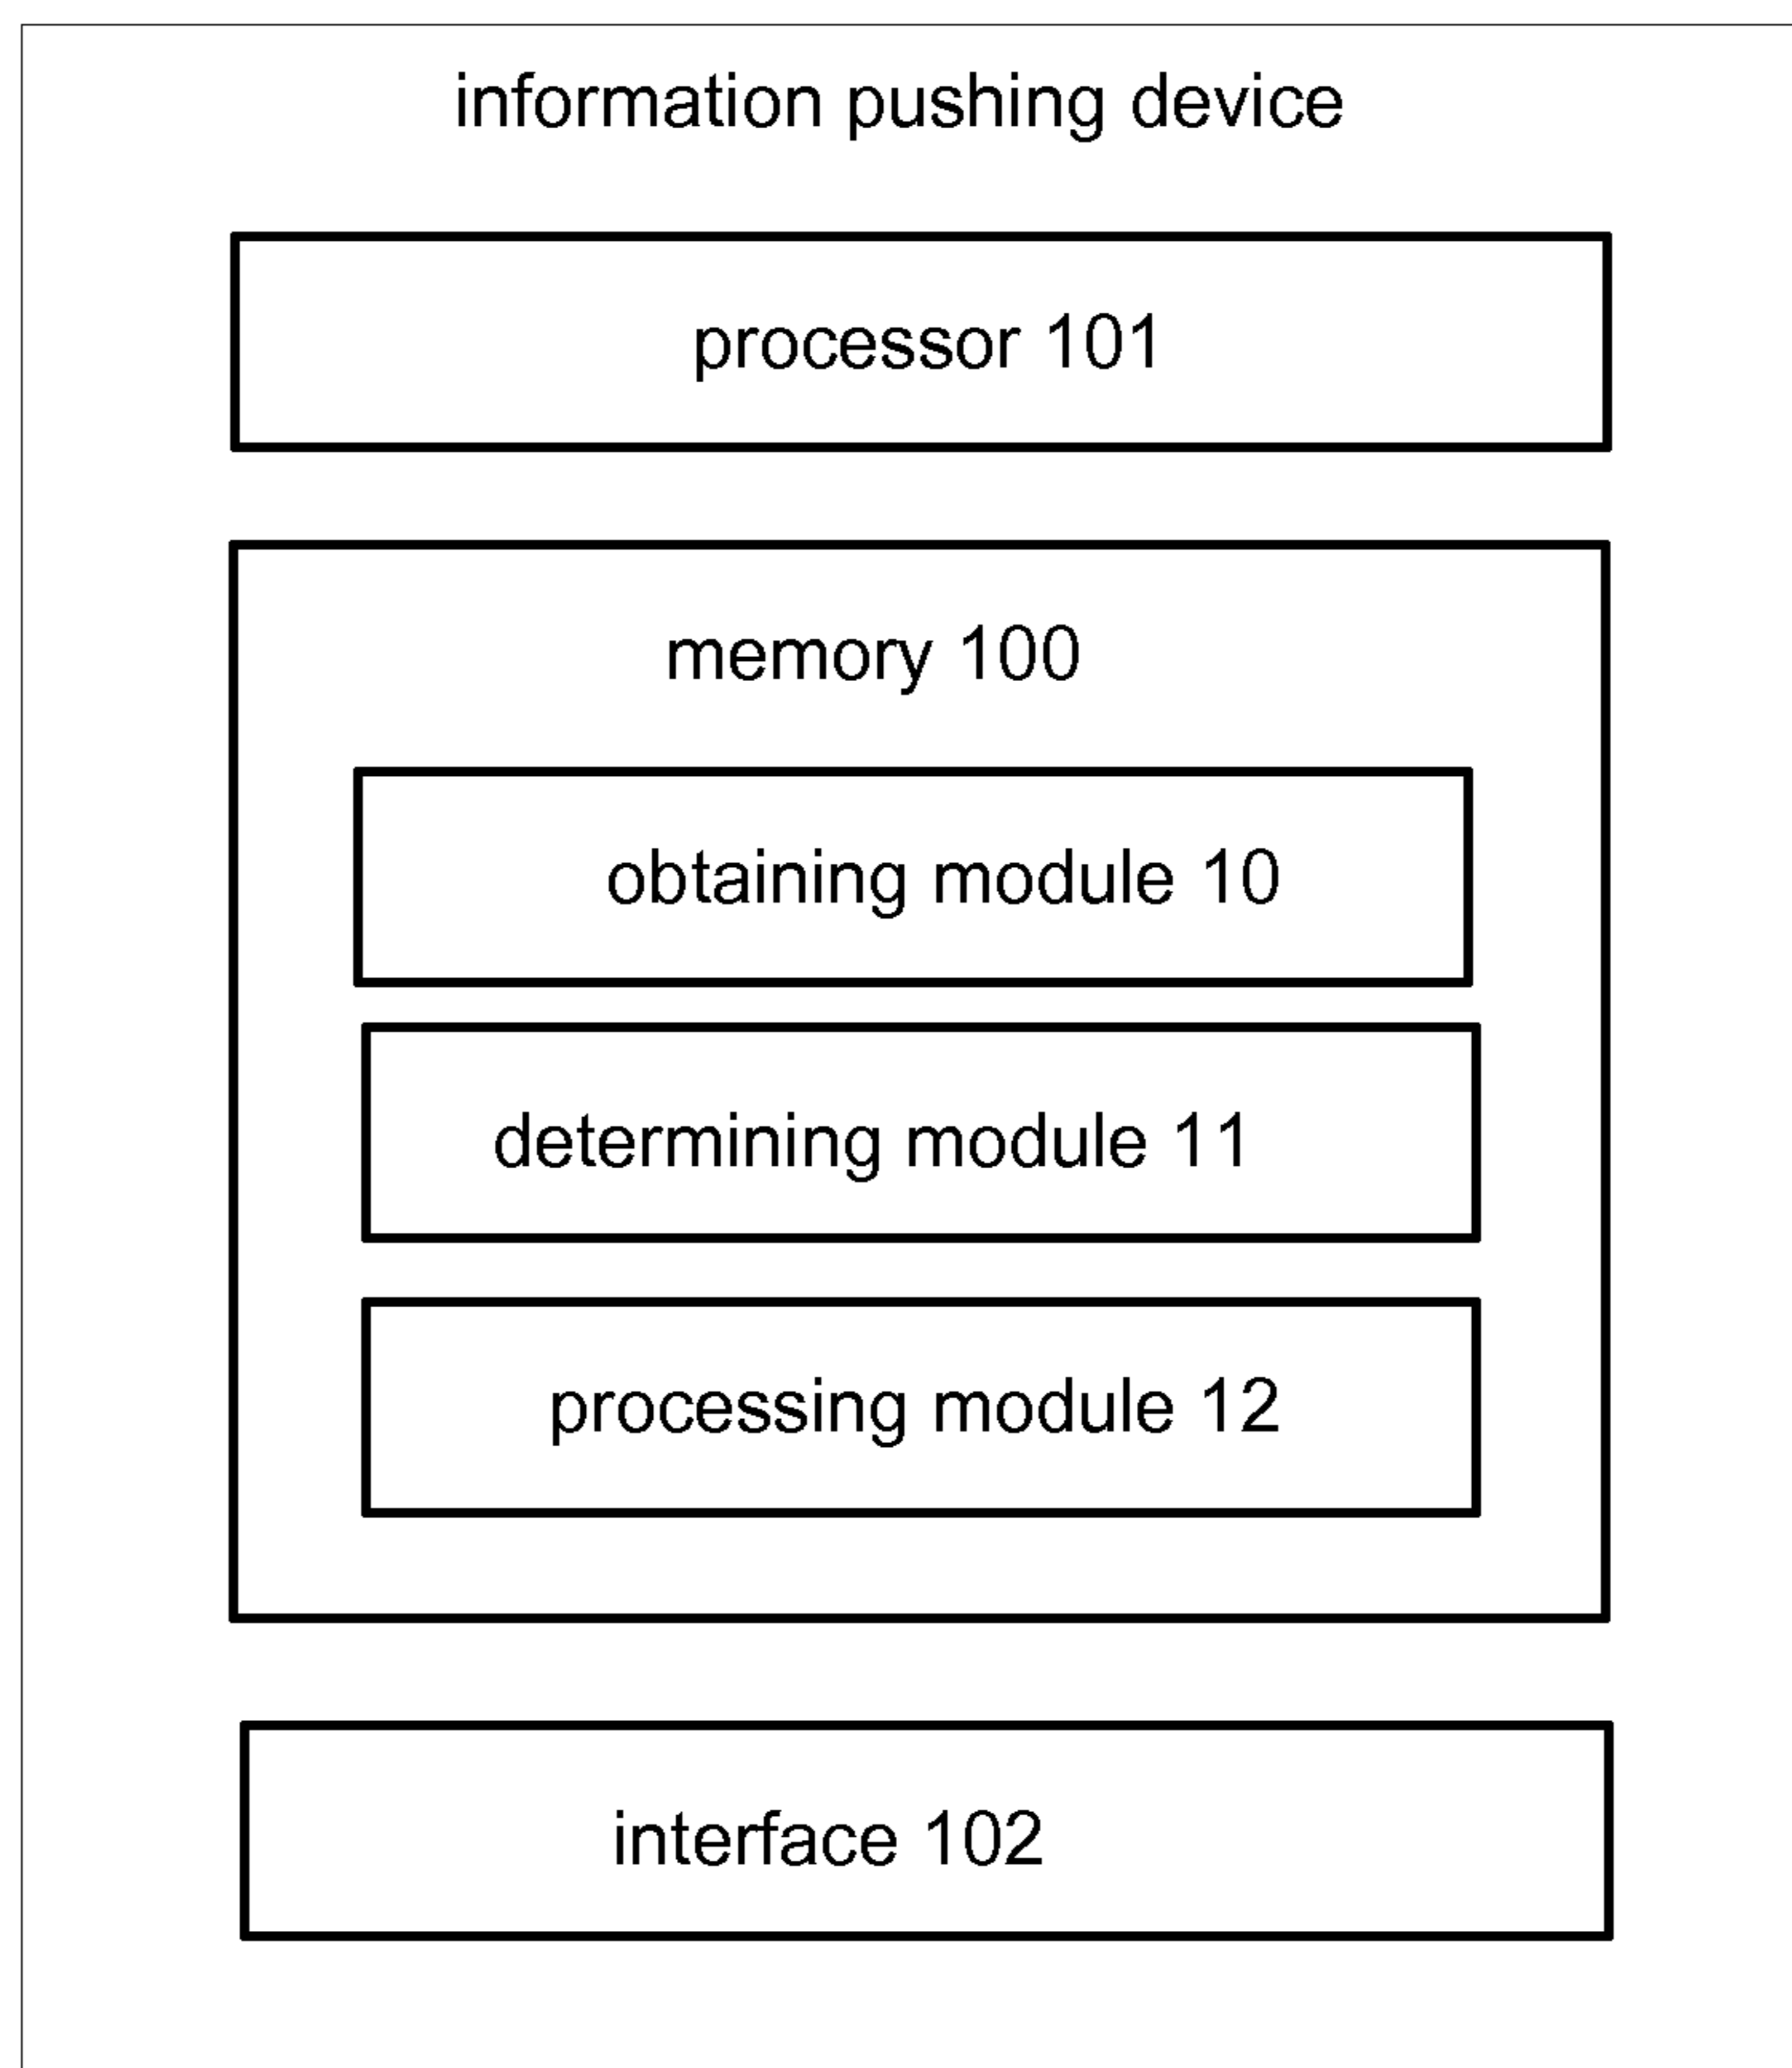 information pushing device
processor 101
memory 100
obtaining module 10
determining module 11
processing module 12
interface 102